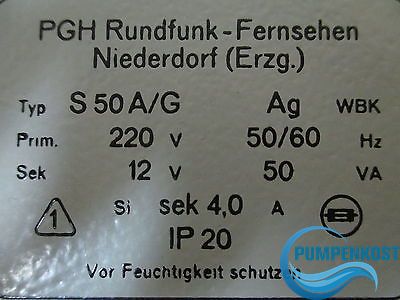 PGH Rundfunk-Fernsehen
Niederdorf (Erzg.)
Typ S 50 A/G Ag WBK
Prim. 220 V 50/60 Hz
Sek 12 V 50 VA
1 Si sek 4,0 A
IP 20
PUMPENKOST
Vor Feuchtigkeit schutzen